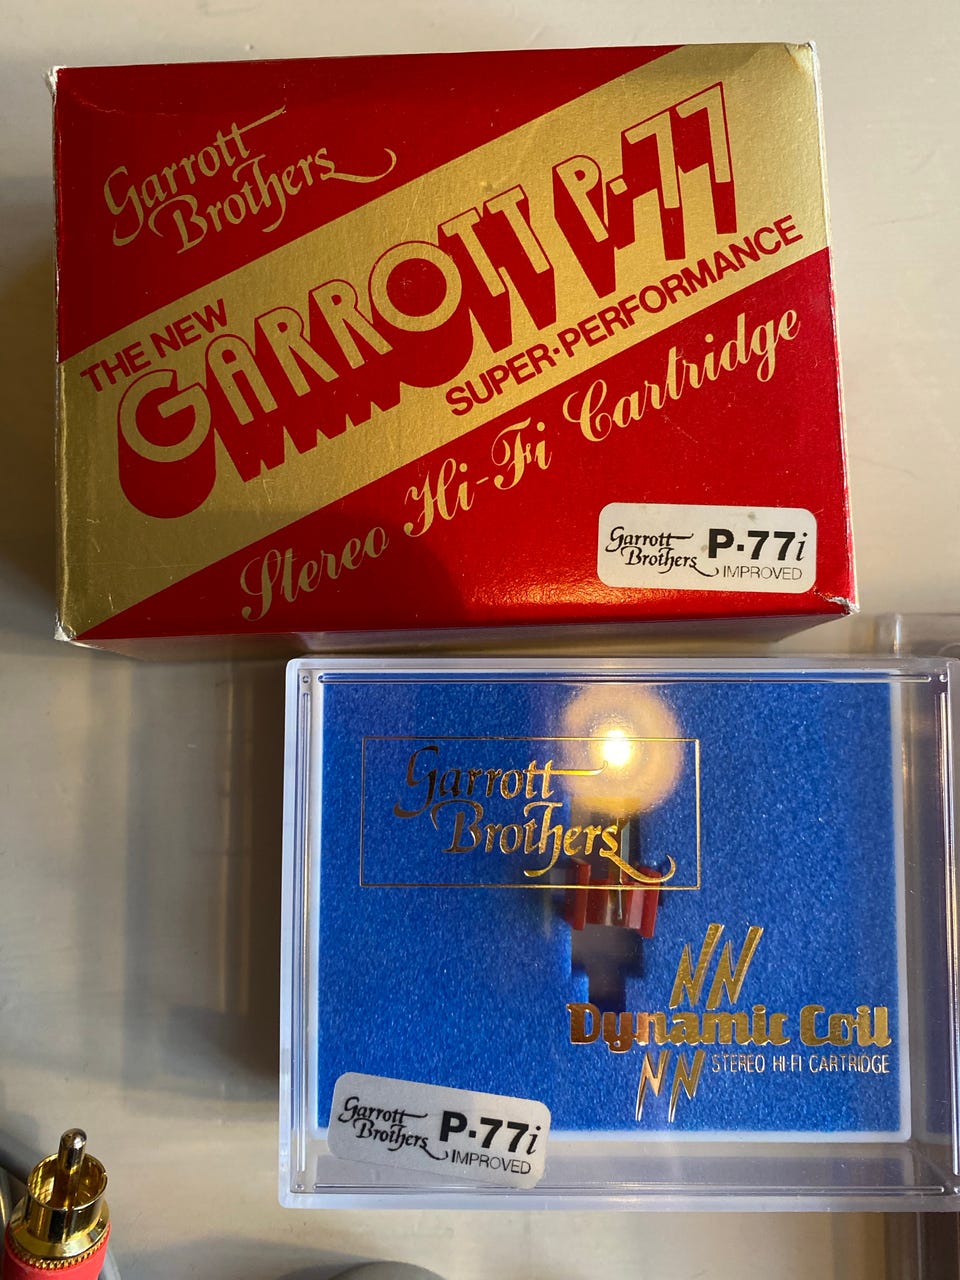 Garrott
Brothers
THE NEW
GARROTT P·77
SUPER·PERFORMANCE
Stereo Hi-Fi Cartridge
Garrott
Brothers
P·77i
IMPROVED
Garrott
Brothers
Dynamic Coil
STEREO HI-FI CARTRIDGE
Garrott
Brothers
P·77i
IMPROVED